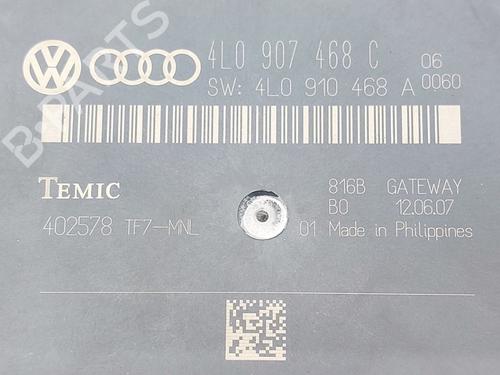 4L0 907 468 C 06
SW: 4L0 910 468 A 0060
TEMIC
816B GATEWAY
B0 12.06.07
402578 TF7-MNL
01 Made in Philippines
B-PARTS